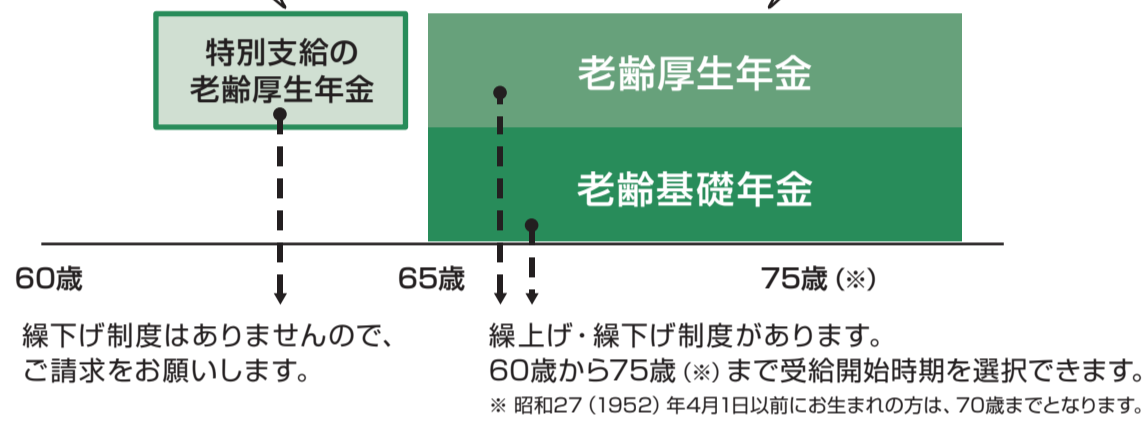 特別支給の
老齢厚生年金
老齢厚生年金
老齢基礎年金
60歳
65歳
75歳(※)
繰下げ制度はありませんので、
ご請求をお願いします。
繰上げ・繰下げ制度があります。
60歳から75歳(※)まで受給開始時期を選択できます。
※ 昭和27(1952)年4月1日以前にお生まれの方は、70歳までとなります。